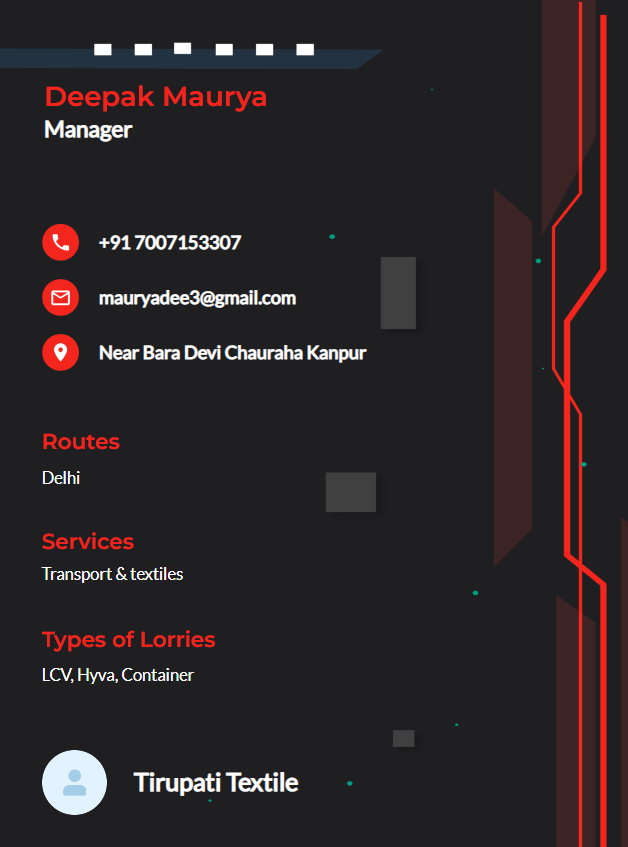 Deepak Maurya
Manager
+91 7007153307
mauryadee3@gmail.com
Near Bara Devi Chauraha Kanpur
Routes
Delhi
Services
Transport & textiles
Types of Lorries
LCV, Hyva, Container
Tirupati Textile